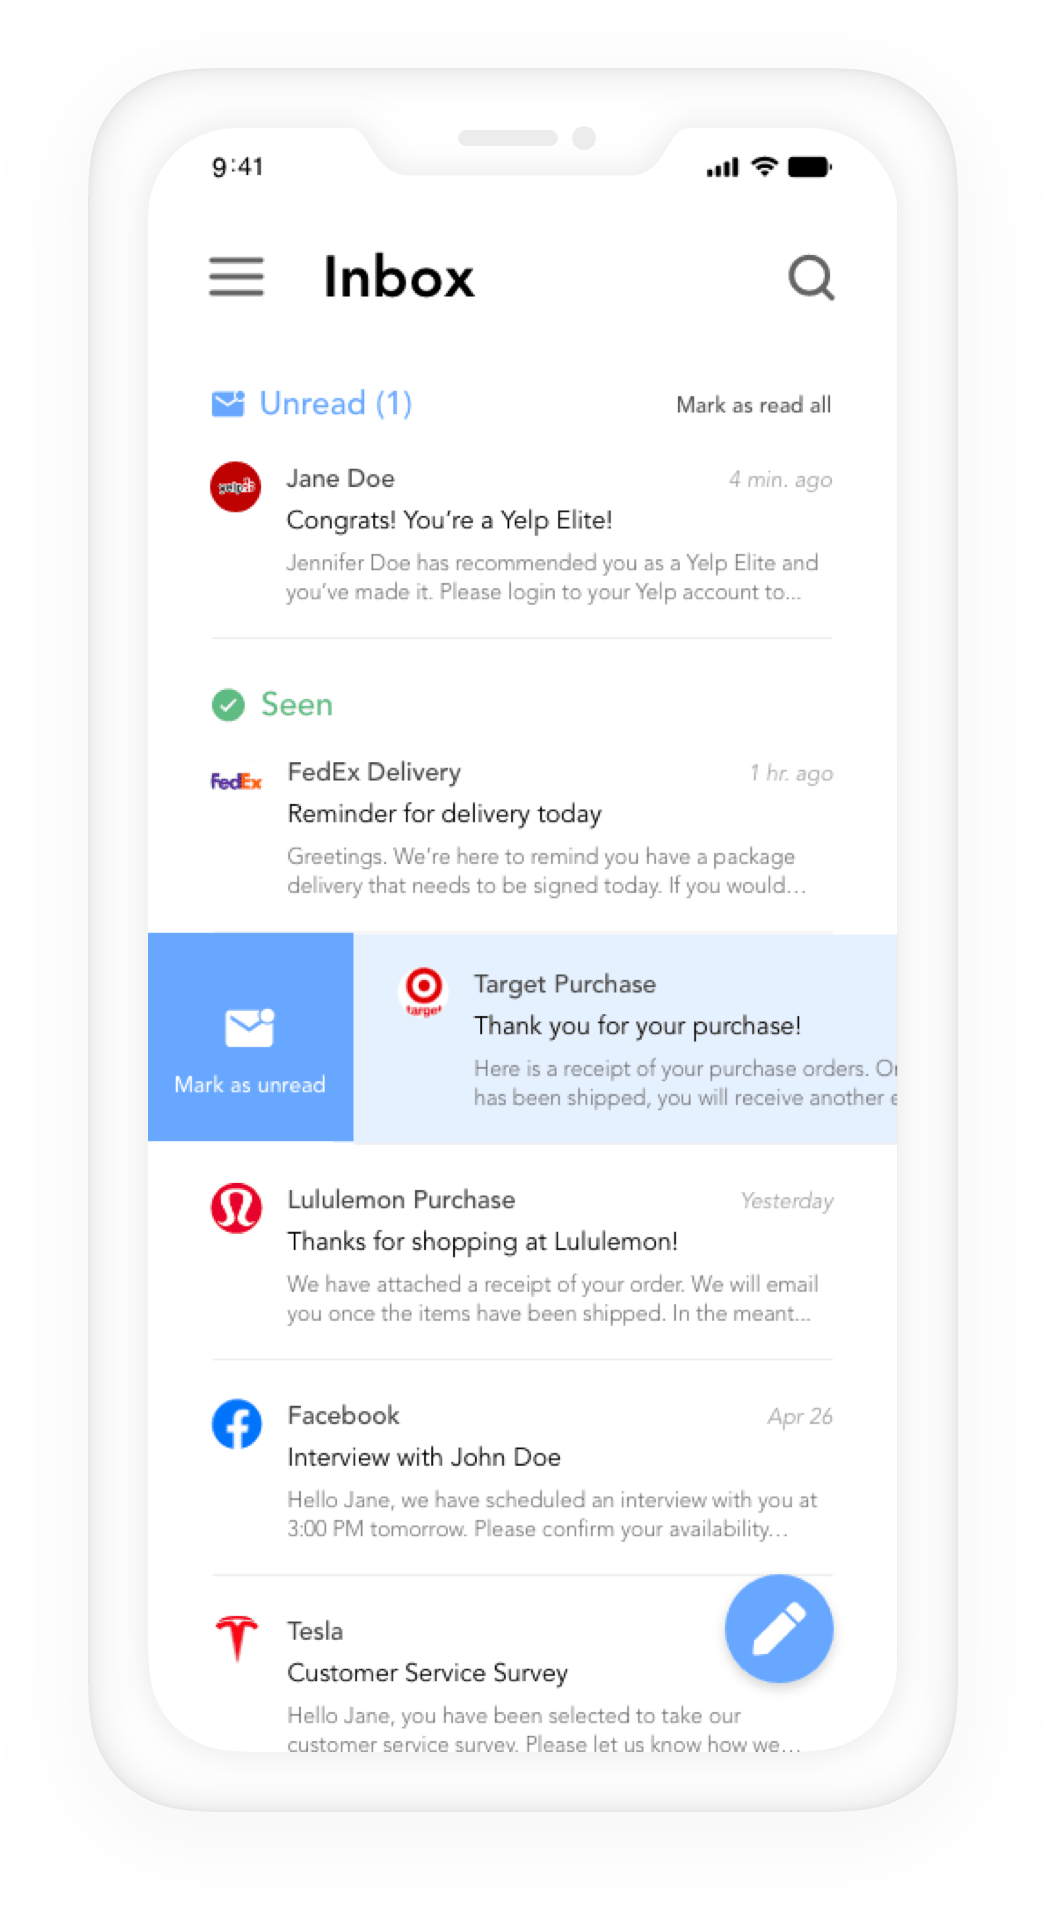 9:41
Inbox
Unread (1)
Mark as read all
yelp
Jane Doe
4 min. ago
Congrats! You’re a Yelp Elite!
Jennifer Doe has recommended you as a Yelp Elite and
you’ve made it. Please login to your Yelp account to...
Seen
FedEx
FedEx Delivery
1 hr. ago
Reminder for delivery today
Greetings. We’re here to remind you have a package
delivery that needs to be signed today. If you would...
Mark as unread
target
Target Purchase
Thank you for your purchase!
Here is a receipt of your purchase orders.
has been shipped, you will receive another
Lululemon Purchase
Yesterday
Thanks for shopping at Lululemon!
We have attached a receipt of your order. We will email
you once the items have been shipped. In the meant...
Facebook
Apr 26
Interview with John Doe
Hello Jane, we have scheduled an interview with you at
3:00 PM tomorrow. Please confirm your availability...
Tesla
Customer Service Survey
Hello Jane, you have been selected to take our
customer service survey. Please let us know how we...